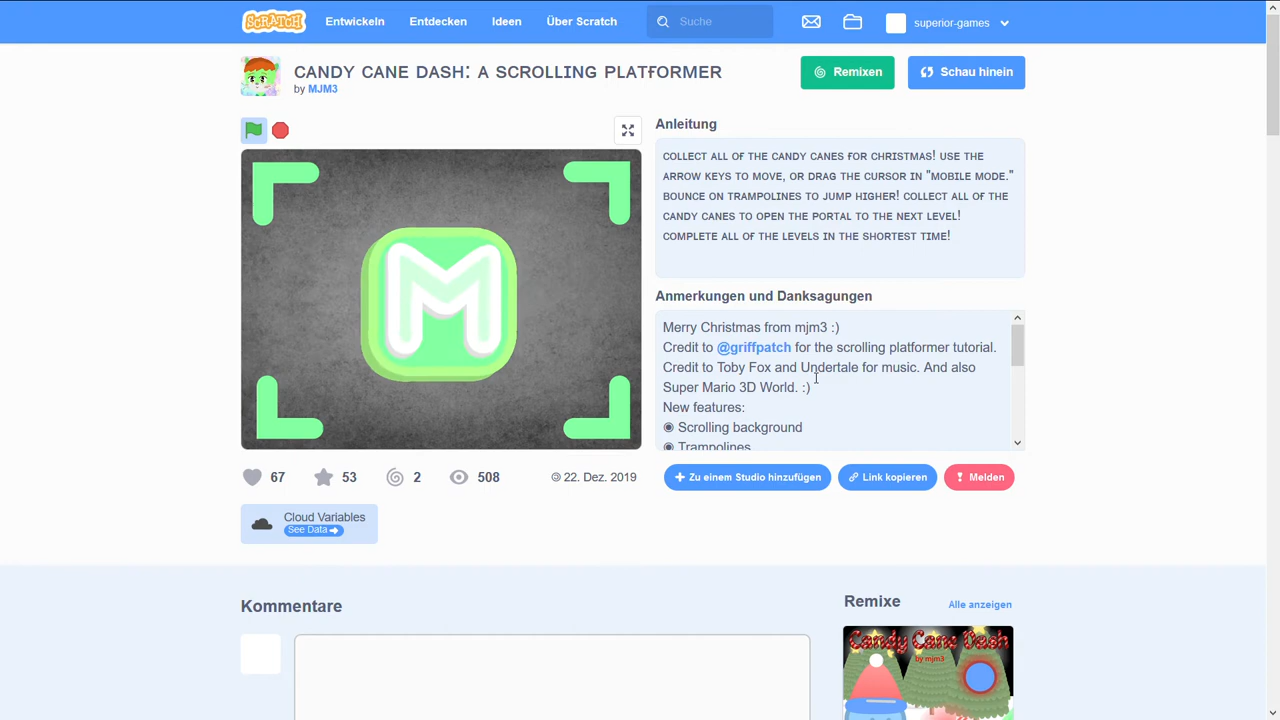 SCRATCH Entwickeln Entdecken Ideen Über Scratch Suche superior-games
CANDY CANE DASH: A SCROLLING PLATFORMER
by MJM3
Remixen
Schau hinein
M
Anleitung
COLLECT ALL OF THE CANDY CANES FOR CHRISTMAS! USE THE
ARROW KEYS TO MOVE, OR DRAG THE CURSOR IN "MOBILE MODE."
BOUNCE ON TRAMPOLINES TO JUMP HIGHER! COLLECT ALL OF THE
CANDY CANES TO OPEN THE PORTAL TO THE NEXT LEVEL!
COMPLETE ALL OF THE LEVELS IN THE SHORTEST TIME!
Anmerkungen und Danksagungen
Merry Christmas from mjm3 :)
Credit to @griffpatch for the scrolling platformer tutorial.
Credit to Toby Fox and Undertale for music. And also
Super Mario 3D World. :)
New features:
◉ Scrolling background
◉ Trampolines
67 53 2 508 © 22. Dez. 2019
Zu einem Studio hinzufügen
Link kopieren
Melden
Cloud Variables
See Data
Kommentare
Remixe
Alle anzeigen
Candy Cane Dash
by mjm3